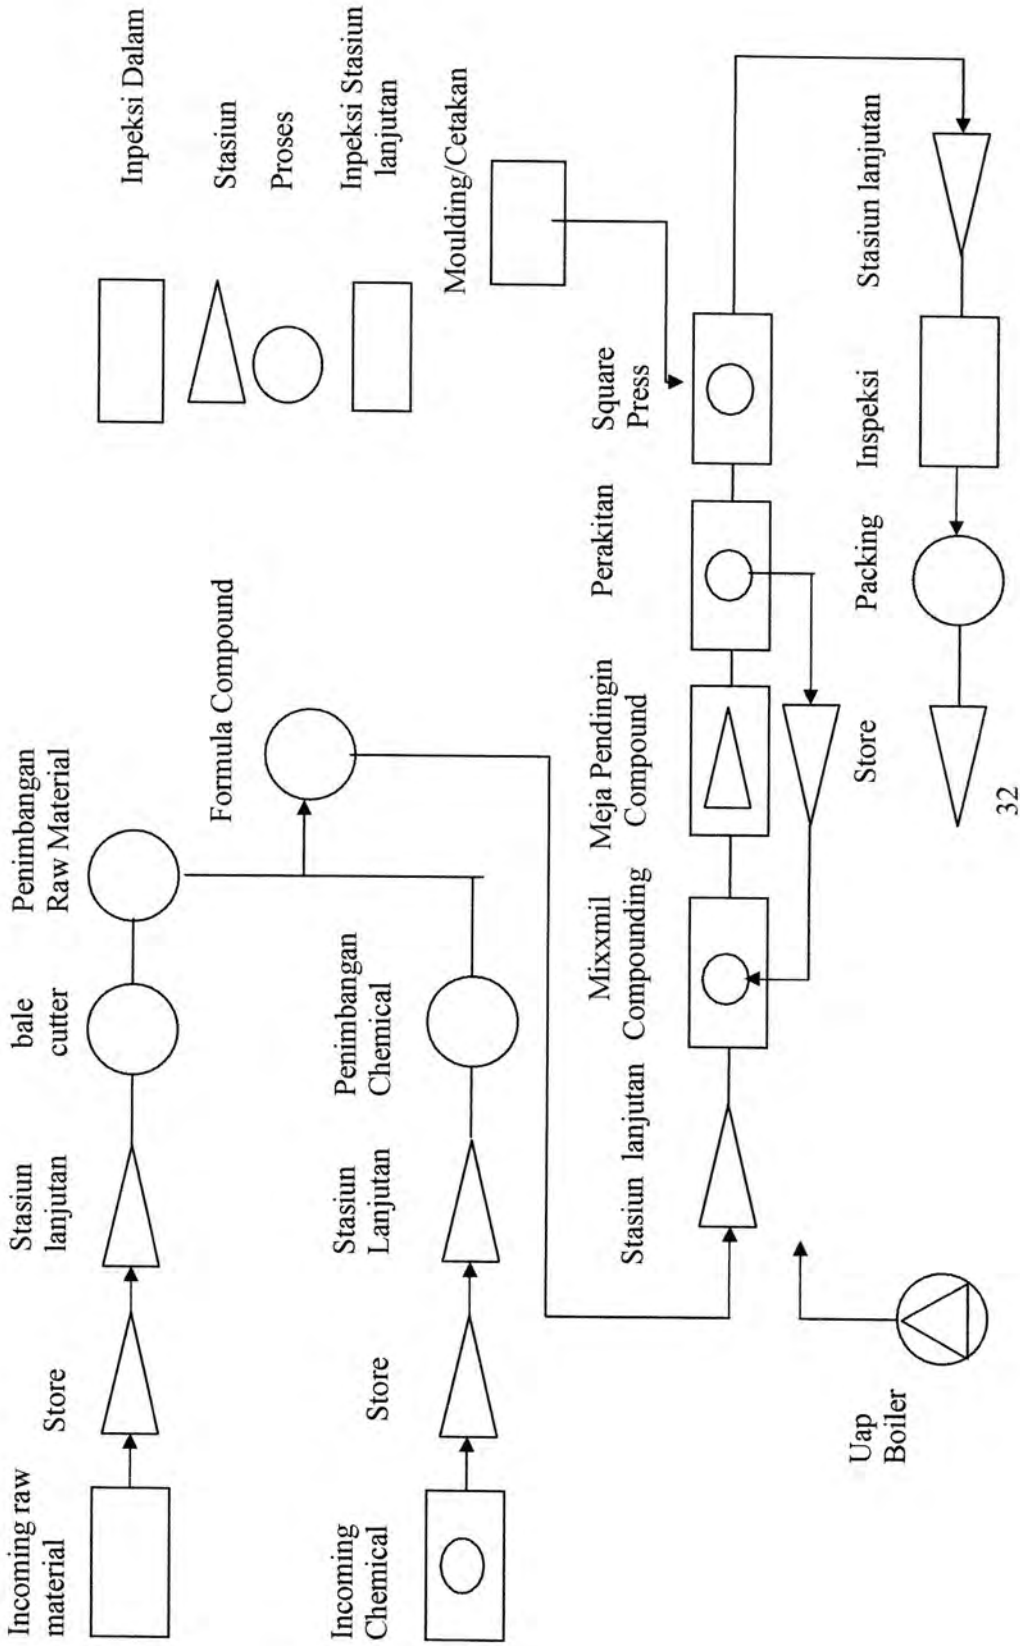 Incoming raw
material
Store
Stasiun
lanjutan
bale
cutter
Penimbangan
Raw Material
Inpeksi Dalam
Stasiun
Proses
Inpeksi Stasiun
lanjutan
Formula Compound
Incoming
Chemical
Store
Stasiun
Lanjutan
Penimbangan
Chemical
Moulding/Cetakan
Stasiun lanjutan
Mixxmil
Compounding
Meja Pendingin
Compound
Perakitan
Square
Press
Uap
Boiler
Store
Packing
Inspeksi
Stasiun lanjutan
32